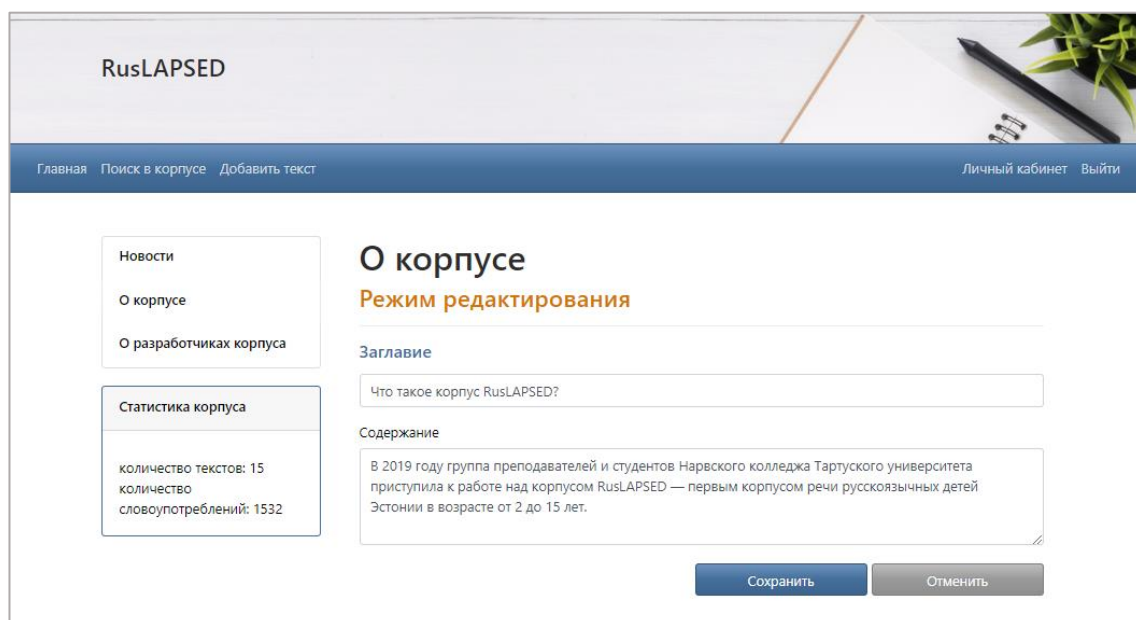 RusLAPSED
Главная Поиск в корпусе Добавить текст Личный кабинет Выйти
Новости
О корпусе
О разработчиках корпуса
Статистика корпуса
количество текстов: 15
количество
словоупотреблений: 1532
О корпусе
Режим редактирования
Заглавие
Что такое корпус RusLAPSED?
Содержание
В 2019 году группа преподавателей и студентов Нарвского колледжа Тартуского университета
приступила к работе над корпусом RusLAPSED — первым корпусом речи русскоязычных детей
Эстонии в возрасте от 2 до 15 лет.
Сохранить Отменить